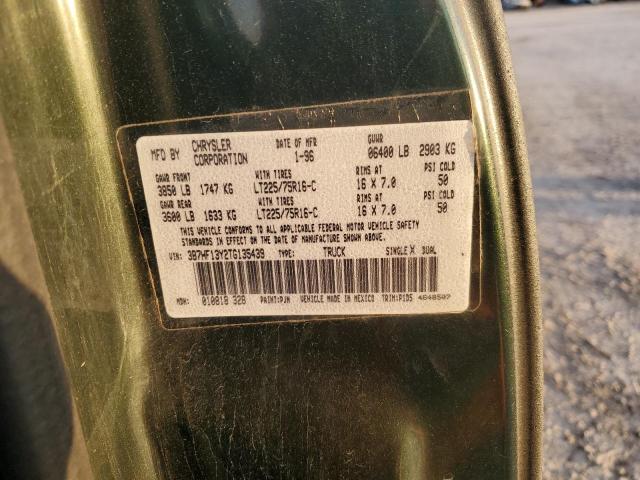 MFD BY CHRYSLER CORPORATION DATE OF MFR 1-96 GVWR 06400 LB 2903 KG
GAWR FRONT WITH TIRES RIMS AT PSI COLD
3850 LB 1747 KG LT225/75R16-C 16 X 7.0 50
GAWR REAR WITH TIRES RIMS AT PSI COLD
3600 LB 1633 KG LT225/75R16-C 16 X 7.0 50
THIS VEHICLE CONFORMS TO ALL APPLICABLE FEDERAL MOTOR VEHICLE SAFETY
STANDARDS IN EFFECT ON THE DATE OF MANUFACTURE SHOWN ABOVE.
VIN: 3B7HF13Y2TG135439 TYPE: TRUCK SINGLE X DUAL
MDH: 010818 328 PAINT:PJN VEHICLE MADE IN MEXICO TRIM:P1D5 4648507